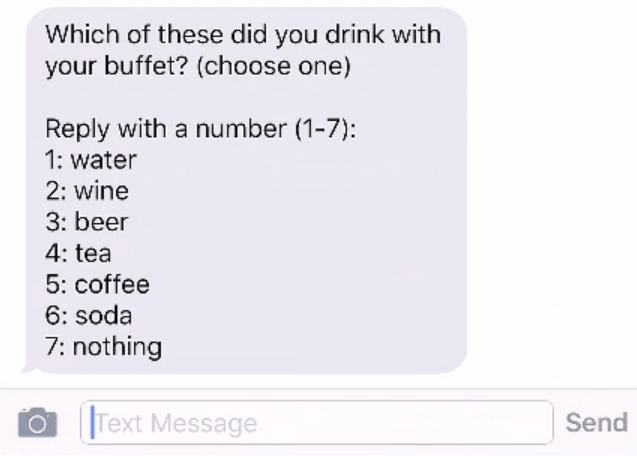 Which of these did you drink with
your buffet? (choose one)
Reply with a number (1-7):
1: water
2: wine
3: beer
4: tea
5: coffee
6: soda
7: nothing
Text Message Send